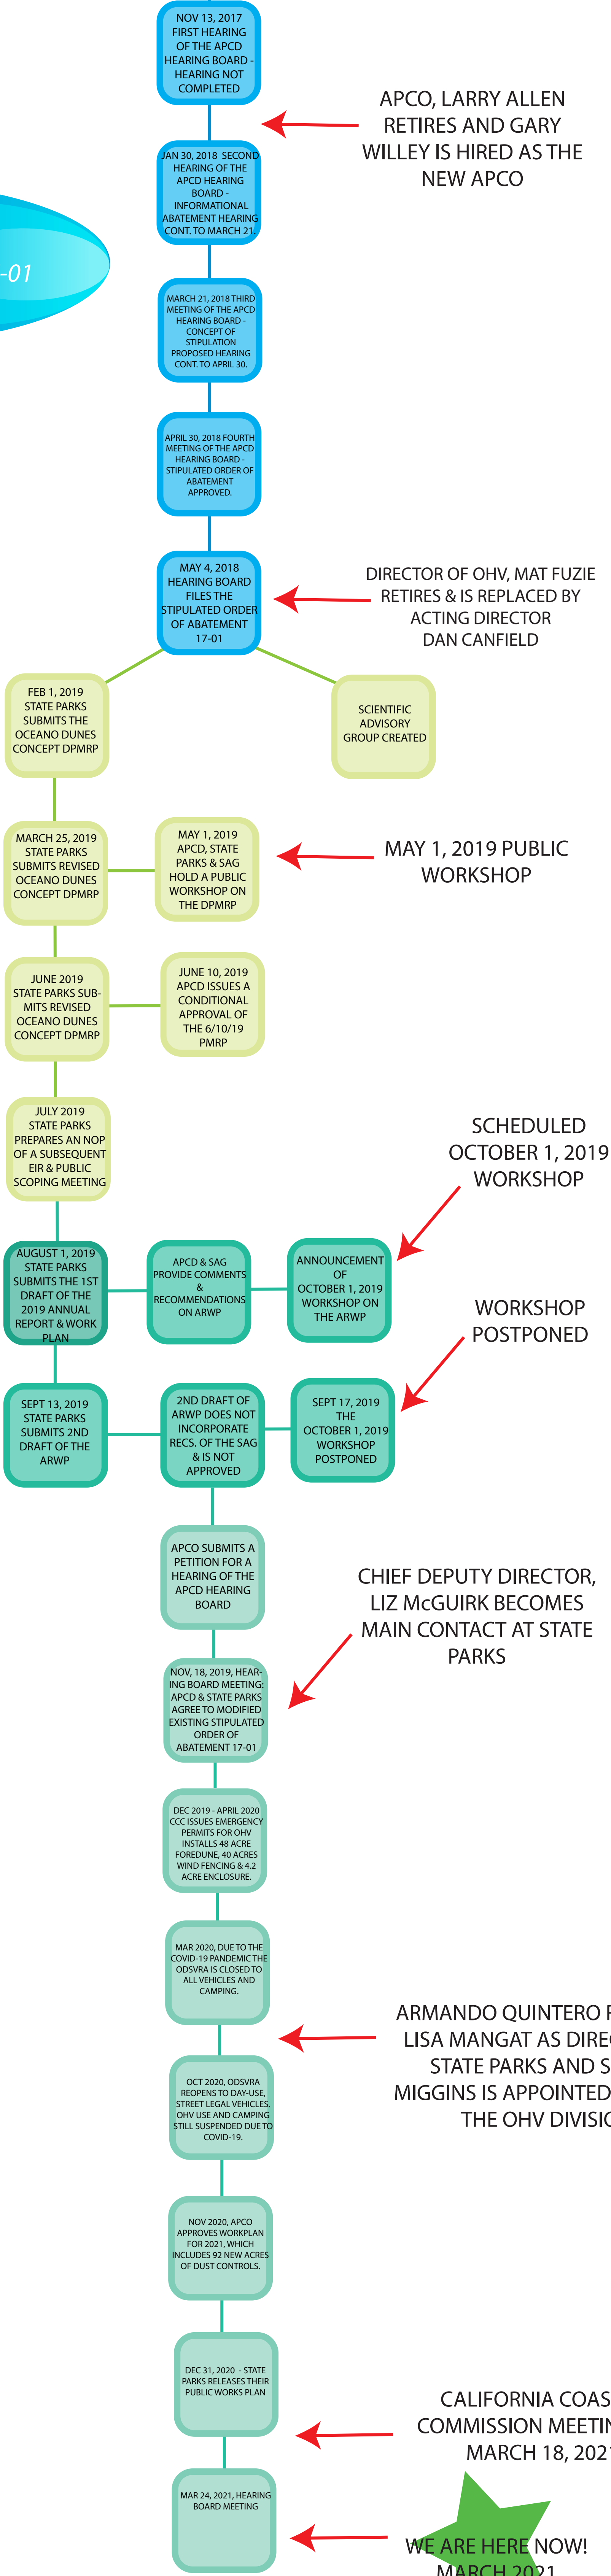 NOV 13, 2017
FIRST HEARING
OF THE APCD
HEARING BOARD -
HEARING NOT
COMPLETED
APCO, LARRY ALLEN
RETIRES AND GARY
WILLEY IS HIRED AS THE
NEW APCO
JAN 30, 2018 SECOND
HEARING OF THE
APCD HEARING
BOARD -
INFORMATIONAL
ABATEMENT HEARING
CONT. TO MARCH 21.
-01
MARCH 21, 2018 THIRD
MEETING OF THE APCD
HEARING BOARD -
CONCEPT OF
STIPULATION
PROPOSED HEARING
CONT. TO APRIL 30.
APRIL 30, 2018 FOURTH
MEETING OF THE APCD
HEARING BOARD -
STIPULATED ORDER OF
ABATEMENT
APPROVED.
MAY 4, 2018
HEARING BOARD
FILES THE
STIPULATED ORDER
OF ABATEMENT
17-01
DIRECTOR OF OHV, MAT FUZIE
RETIRES & IS REPLACED BY
ACTING DIRECTOR
DAN CANFIELD
FEB 1, 2019
STATE PARKS
SUBMITS THE
OCEANO DUNES
CONCEPT DPMRP
SCIENTIFIC
ADVISORY
GROUP CREATED
MARCH 25, 2019
STATE PARKS
SUBMITS REVISED
OCEANO DUNES
CONCEPT DPMRP
MAY 1, 2019
APCD, STATE
PARKS & SAG
HOLD A PUBLIC
WORKSHOP ON
THE DPMRP
MAY 1, 2019 PUBLIC
WORKSHOP
JUNE 2019
STATE PARKS SUB-
MITS REVISED
OCEANO DUNES
CONCEPT DPMRP
JUNE 10, 2019
APCD ISSUES A
CONDITIONAL
APPROVAL OF
THE 6/10/19
PMRP
JULY 2019
STATE PARKS
PREPARES AN NOP
OF A SUBSEQUENT
EIR & PUBLIC
SCOPING MEETING
SCHEDULED
OCTOBER 1, 2019
WORKSHOP
AUGUST 1, 2019
STATE PARKS
SUBMITS THE 1ST
DRAFT OF THE
2019 ANNUAL
REPORT & WORK
PLAN
APCD & SAG
PROVIDE COMMENTS
&
RECOMMENDATIONS
ON ARWP
ANNOUNCEMENT
OF
OCTOBER 1, 2019
WORKSHOP ON
THE ARWP
WORKSHOP
POSTPONED
SEPT 13, 2019
STATE PARKS
SUBMITS 2ND
DRAFT OF THE
ARWP
2ND DRAFT OF
ARWP DOES NOT
INCORPORATE
RECS. OF THE SAG
& IS NOT
APPROVED
SEPT 17, 2019
THE
OCTOBER 1, 2019
WORKSHOP
POSTPONED
APCO SUBMITS A
PETITION FOR A
HEARING OF THE
APCD HEARING
BOARD
CHIEF DEPUTY DIRECTOR,
LIZ McGUIRK BECOMES
MAIN CONTACT AT STATE
PARKS
NOV, 18, 2019, HEAR-
ING BOARD MEETING:
APCD & STATE PARKS
AGREE TO MODIFIED
EXISTING STIPULATED
ORDER OF
ABATEMENT 17-01
DEC 2019 - APRIL 2020
CCC ISSUES EMERGENCY
PERMITS FOR OHV
INSTALLS 48 ACRE
FOREDUNE, 40 ACRES
WIND FENCING & 4.2
ACRE ENCLOSURE.
MAR 2020, DUE TO THE
COVID-19 PANDEMIC THE
ODSVRA IS CLOSED TO
ALL VEHICLES AND
CAMPING.
ARMANDO QUINTERO
LISA MANGAT AS
STATE PARKS AND
MIGGINS IS APPOINTED
THE OHV
OCT 2020, ODSVRA
REOPENS TO DAY-USE,
STREET LEGAL VEHICLES.
OHV USE AND CAMPING
STILL SUSPENDED DUE TO
COVID-19.
NOV 2020, APCO
APPROVES WORKPLAN
FOR 2021, WHICH
INCLUDES 92 NEW ACRES
OF DUST CONTROLS.
DEC 31, 2020 - STATE
PARKS RELEASES THEIR
PUBLIC WORKS PLAN
CALIFORNIA
COMMISSION
MARCH 18, 2021
MAR 24, 2021, HEARING
BOARD MEETING
WE ARE HERE NOW!
MARCH 2021